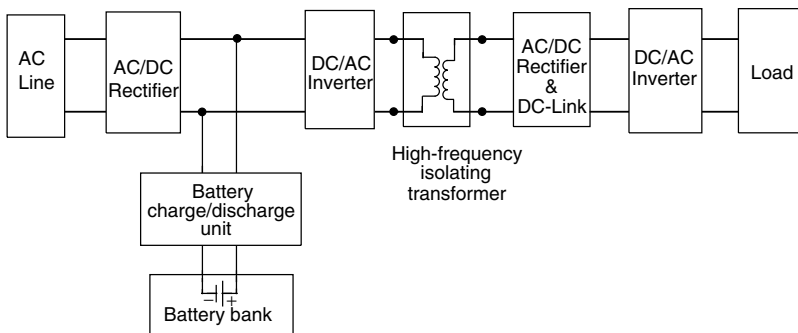 AC
Line
AC/DC
Rectifier
DC/AC
Inverter
High-frequency
isolating
transformer
AC/DC
Rectifier
&
DC-Link
DC/AC
Inverter
Load
Battery
charge/discharge
unit
− +
Battery bank